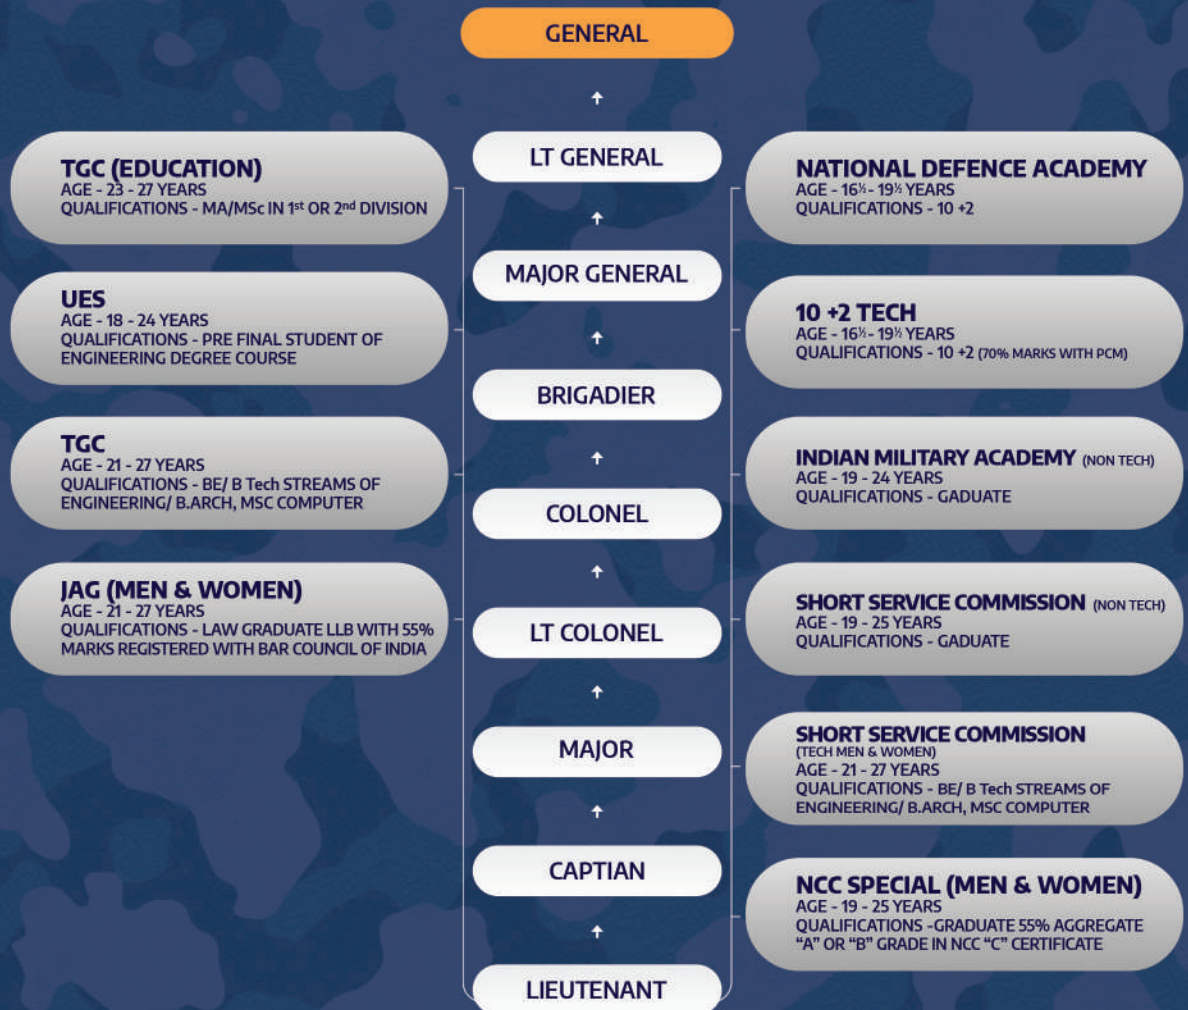 GENERAL
LT GENERAL
MAJOR GENERAL
BRIGADIER
COLONEL
LT COLONEL
MAJOR
CAPTIAN
LIEUTENANT
TGC (EDUCATION)
AGE - 23 - 27 YEARS
QUALIFICATIONS - MA/MSc IN 1st OR 2nd DIVISION
UES
AGE - 18 - 24 YEARS
QUALIFICATIONS - PRE FINAL STUDENT OF
ENGINEERING DEGREE COURSE
TGC
AGE - 21 - 27 YEARS
QUALIFICATIONS - BE/ B Tech STREAMS OF
ENGINEERING/ B.ARCH, MSC COMPUTER
JAG (MEN & WOMEN)
AGE - 21 - 27 YEARS
QUALIFICATIONS - LAW GRADUATE LLB WITH 55%
MARKS REGISTERED WITH BAR COUNCIL OF INDIA
NATIONAL DEFENCE ACADEMY
AGE - 16½ - 19½ YEARS
QUALIFICATIONS - 10 +2
10 +2 TECH
AGE - 16½ - 19½ YEARS
QUALIFICATIONS - 10 +2 (70% MARKS WITH PCM)
INDIAN MILITARY ACADEMY (NON TECH)
AGE - 19 - 24 YEARS
QUALIFICATIONS - GADUATE
SHORT SERVICE COMMISSION (NON TECH)
AGE - 19 - 25 YEARS
QUALIFICATIONS - GADUATE
SHORT SERVICE COMMISSION
(TECH MEN & WOMEN)
AGE - 21 - 27 YEARS
QUALIFICATIONS - BE/ B Tech STREAMS OF
ENGINEERING/ B.ARCH, MSC COMPUTER
NCC SPECIAL (MEN & WOMEN)
AGE - 19 - 25 YEARS
QUALIFICATIONS -GRADUATE 55% AGGREGATE
“A” OR “B” GRADE IN NCC “C” CERTIFICATE